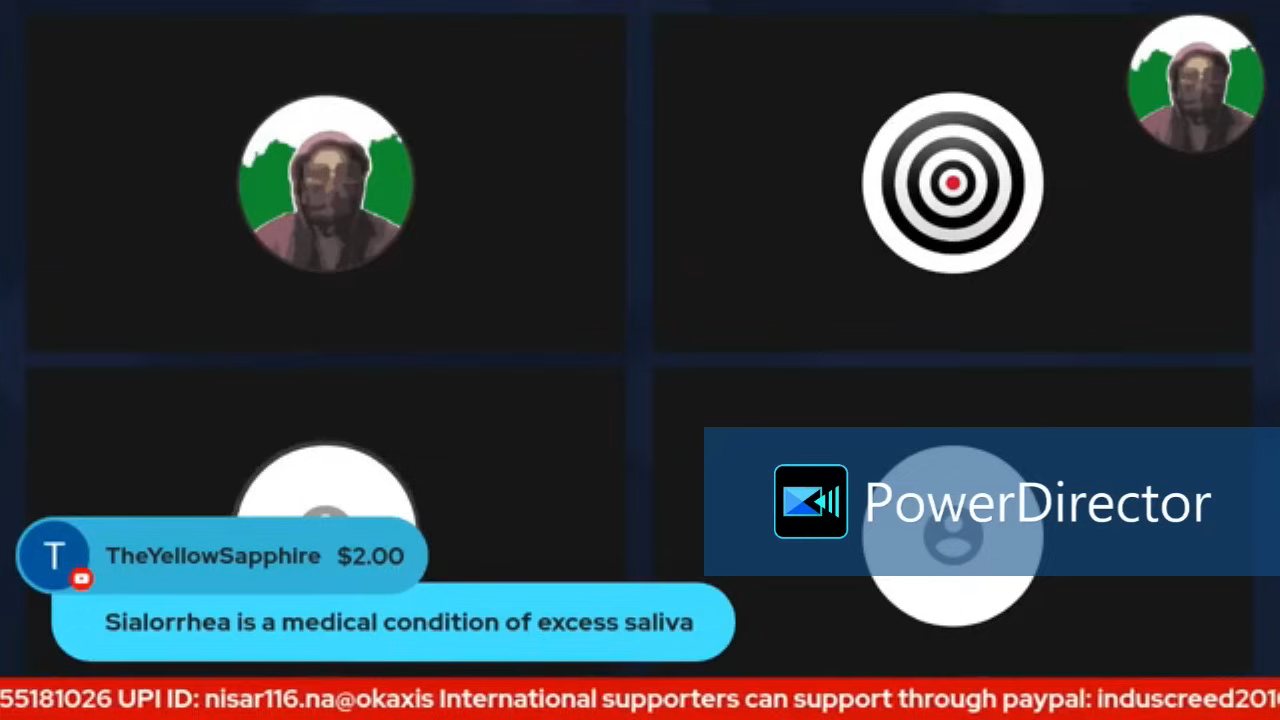 PowerDirector
T
TheYellowSapphire $2.00
Sialorrhea is a medical condition of excess saliva
55181026 UPI ID: nisar116.na@okaxis International supporters can support through paypal: induscreed201